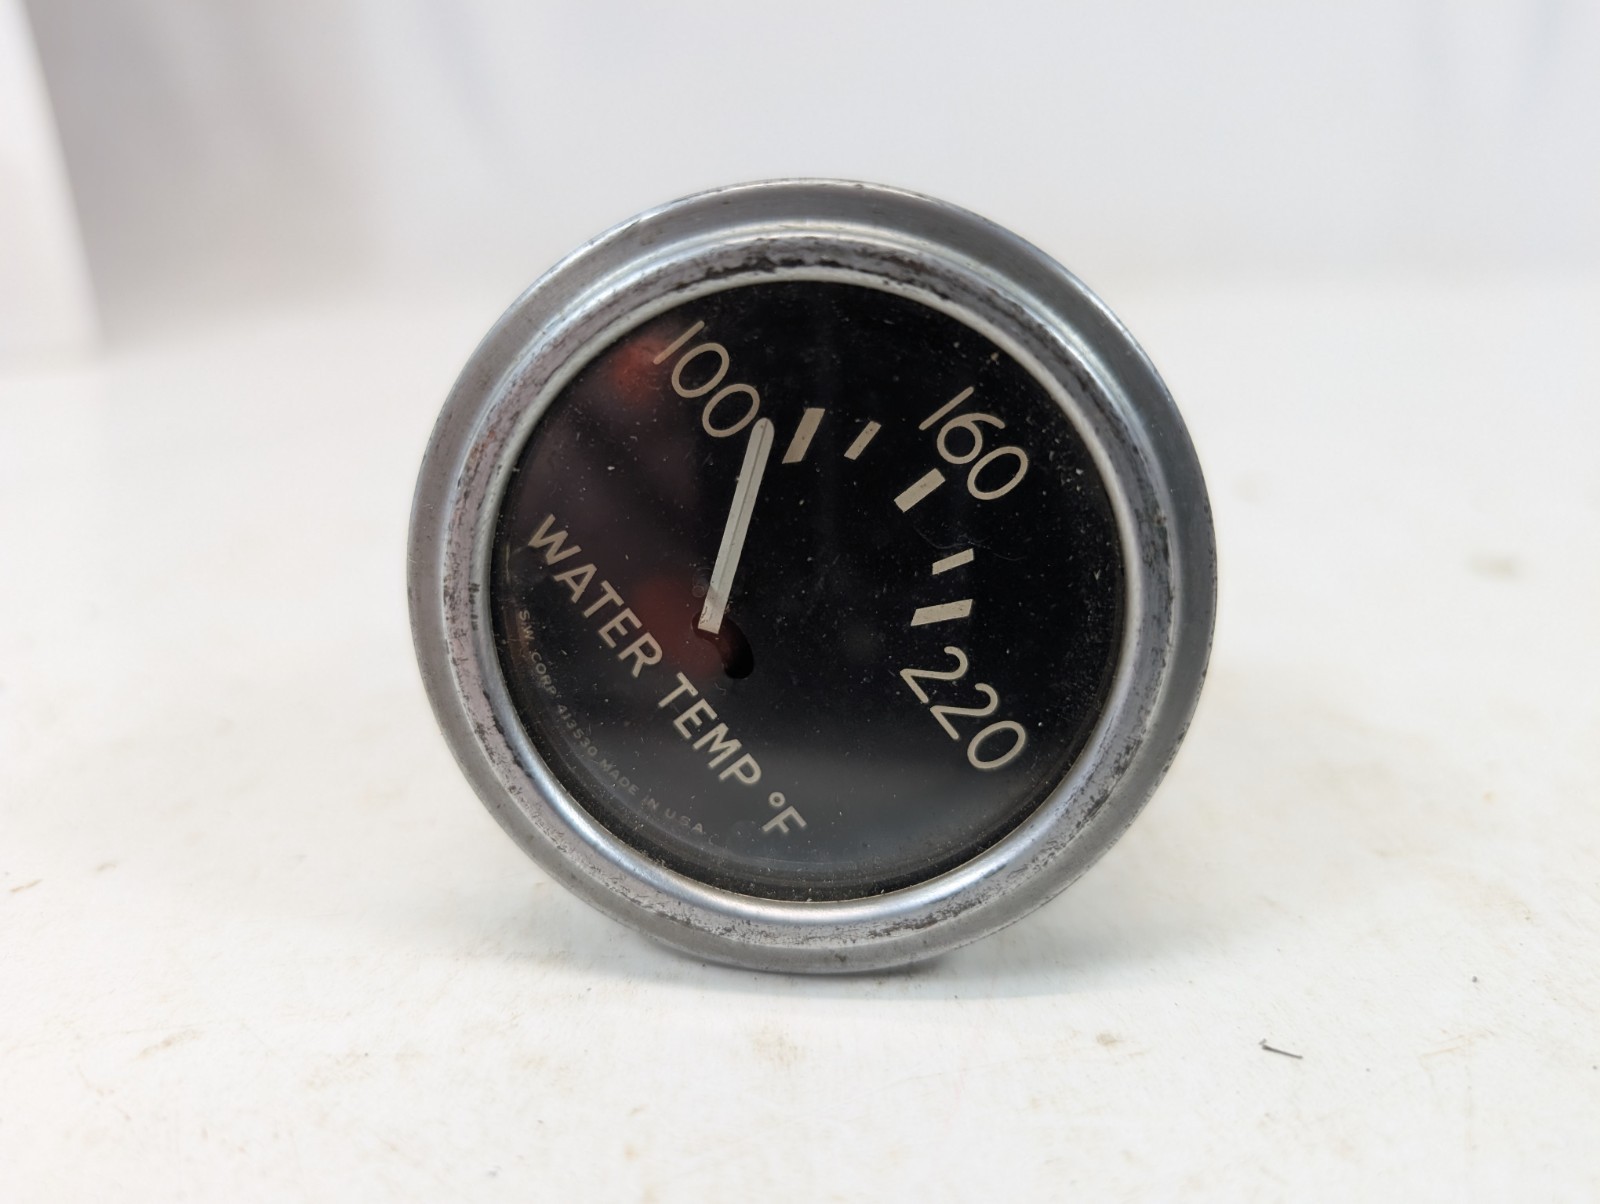 100
160
220
WATER TEMP °F
S.W. CORP. 413530 MADE IN U.S.A.